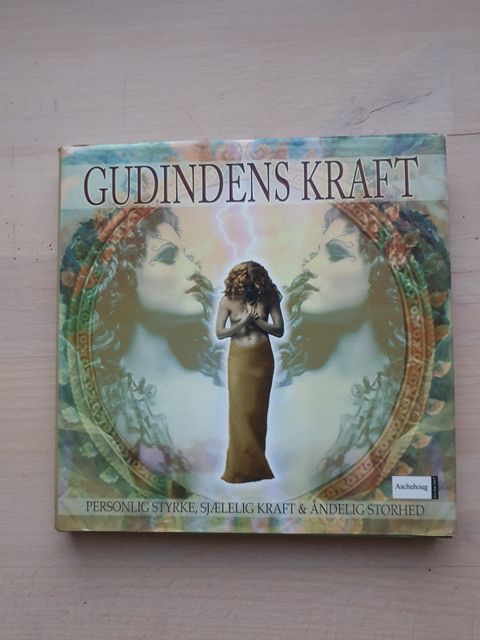 GUDINDENS KRAFT
PERSONLIG STYRKE, SJÆLELIG KRAFT & ÅNDELIG STORHED
Aschehoug